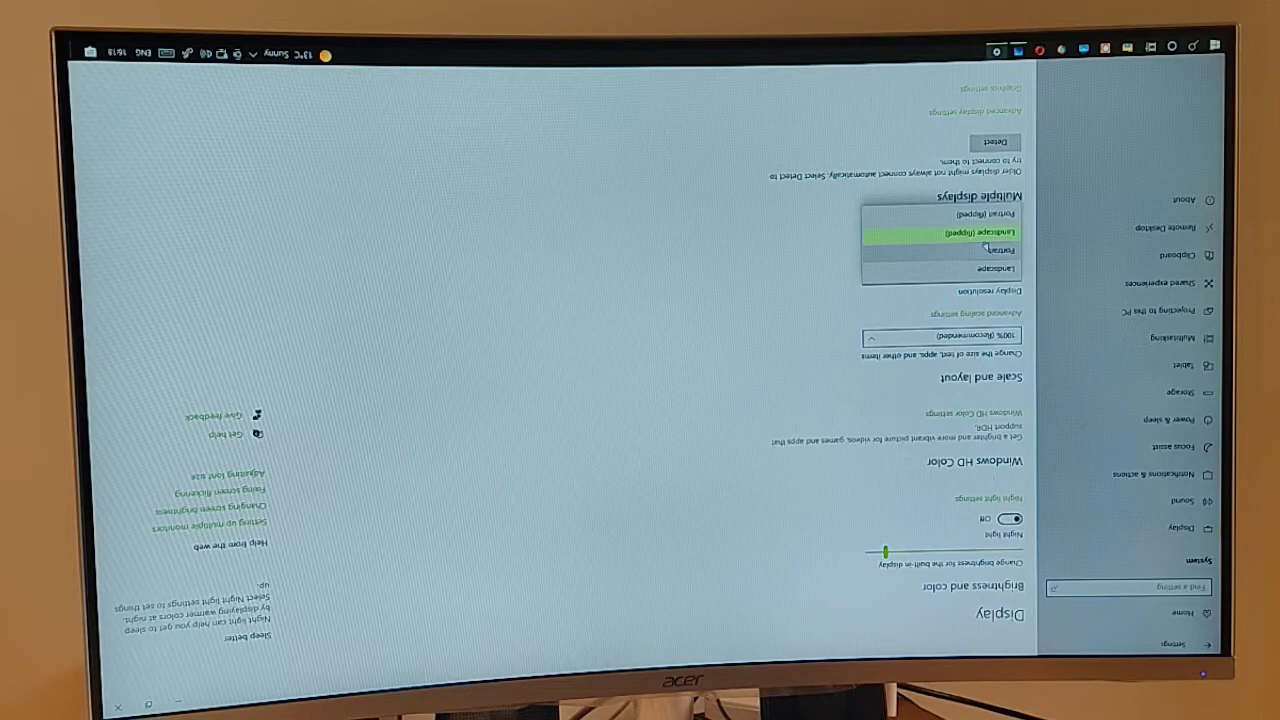 Settings
Home
Find a setting
System
Display
Sound
Notifications & actions
Focus assist
Power & sleep
Storage
Tablet
Multitasking
Projecting to this PC
Shared experiences
Clipboard
Remote Desktop
About
Display
Brightness and color
Change brightness for the built-in display
Night light
Off
Night light settings
Windows HD Color
Get a brighter and more vibrant picture for videos, games and apps that
support HDR.
Windows HD Color settings
Scale and layout
Change the size of text, apps, and other items
100% (Recommended)
Advanced scaling settings
Display resolution
Landscape
Portrait
Landscape (flipped)
Portrait (flipped)
Multiple displays
Older displays might not always connect automatically. Select Detect to
try to connect to them.
Detect
Advanced display settings
Graphics settings
Sleep better
Night light can help you get to sleep
by displaying warmer colors at night.
Select Night light settings to set things
up.
Help from the web
Setting up multiple monitors
Changing screen brightness
Fixing screen flickering
Adjusting font size
Get help
Give feedback
13°C Sunny
ENG
16:18
acer